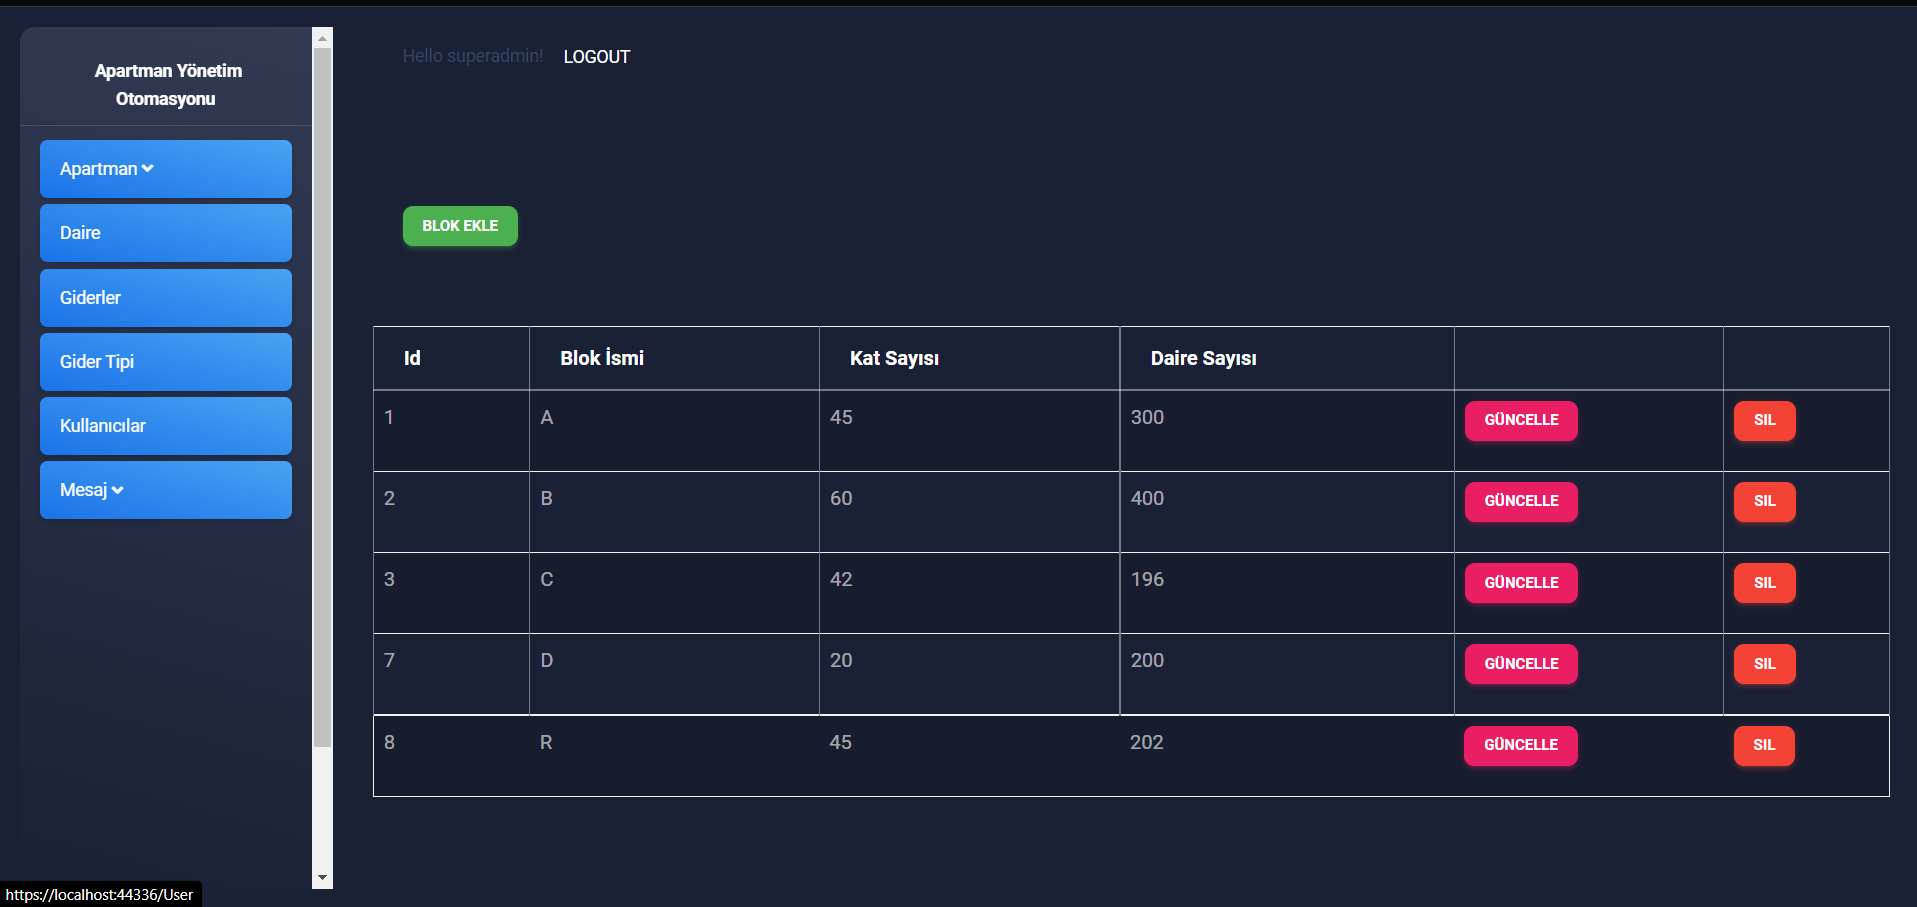 Apartman Yönetim
Otomasyonu
Apartman
Daire
Giderler
Gider Tipi
Kullanıcılar
Mesaj
Hello superadmin! LOGOUT
BLOK EKLE
Id Blok İsmi Kat Sayısı Daire Sayısı
1 A 45 300 GÜNCELLE SIL
2 B 60 400 GÜNCELLE SIL
3 C 42 196 GÜNCELLE SIL
7 D 20 200 GÜNCELLE SIL
8 R 45 202 GÜNCELLE SIL
https://localhost:44336/User